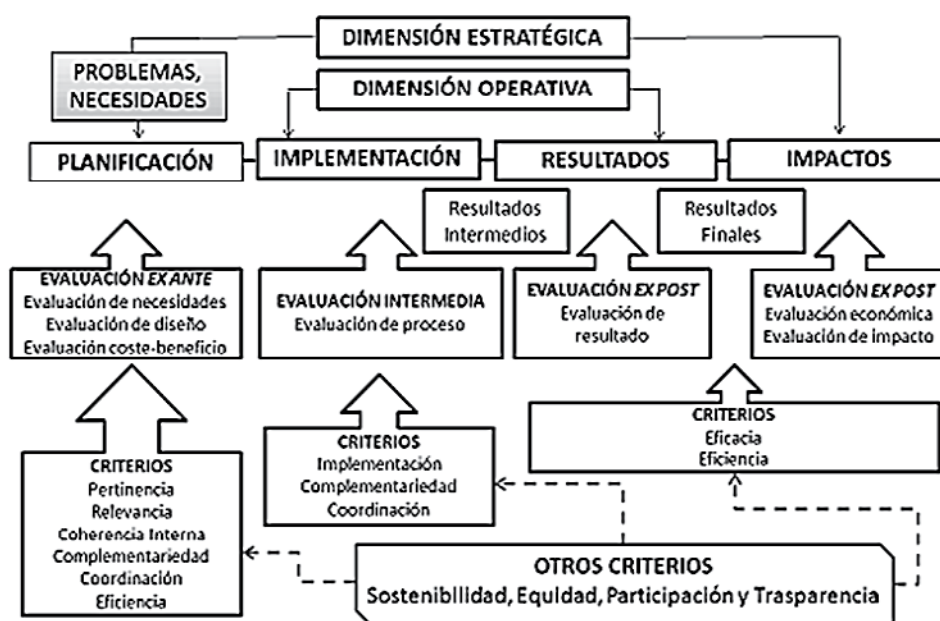 DIMENSIÓN ESTRATÉGICA
PROBLEMAS,
NECESIDADES
DIMENSIÓN OPERATIVA
PLANIFICACIÓN
IMPLEMENTACIÓN
RESULTADOS
IMPACTOS
Resultados
Intermedios
Resultados
Finales
EVALUACIÓN EX ANTE
Evaluación de necesidades
Evaluación de diseño
Evaluación coste-beneficio
EVALUACIÓN INTERMEDIA
Evaluación de proceso
EVALUACIÓN EX POST
Evaluación de
resultado
EVALUACIÓN EX POST
Evaluación económica
Evaluación de impacto
CRITERIOS
Pertinencia
Relevancia
Coherencia Interna
Complementariedad
Coordinación
Eficiencia
CRITERIOS
Implementación
Complementariedad
Coordinación
CRITERIOS
Eficacia
Eficiencia
OTROS CRITERIOS
Sostenibilidad, Equidad, Participación y Trasparencia